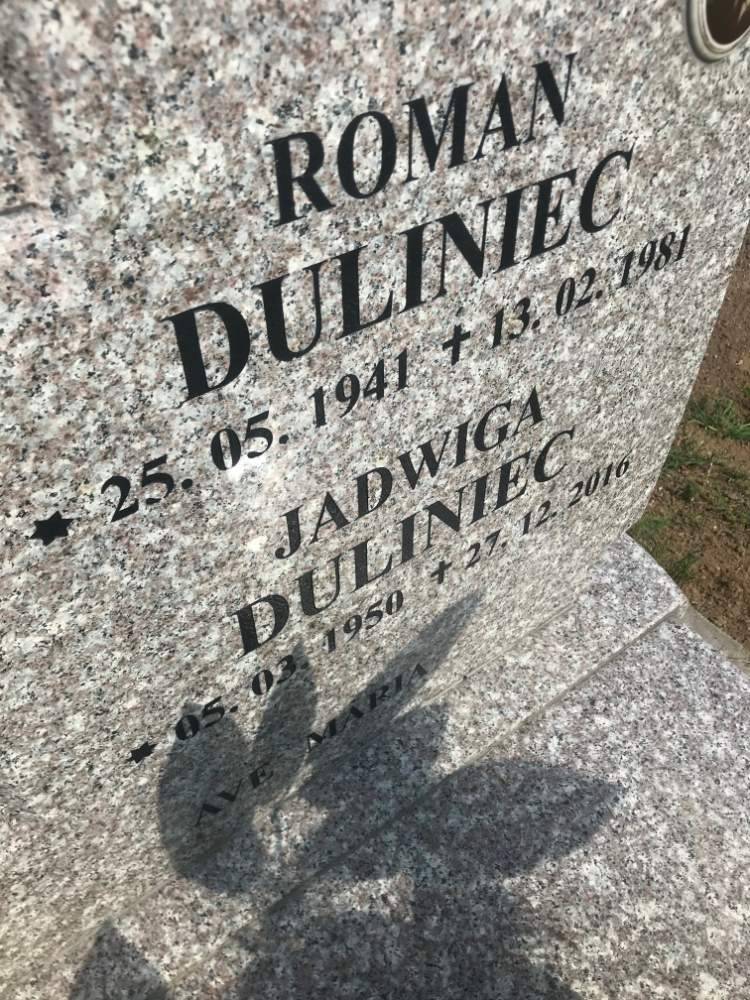 ROMAN
DULINIEC
★ 25. 05. 1941 ✝ 13. 02. 1981
JADWIGA
DULINIEC
★ 05. 03. 1950 ✝ 27. 12. 2016
AVE MARIA